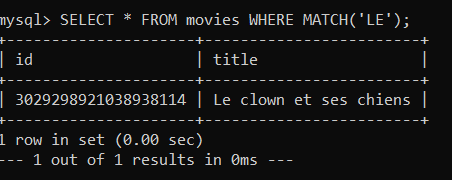 mysql> SELECT * FROM movies WHERE MATCH('LE');
+---------------------+--------------------------+
| id | title |
+---------------------+--------------------------+
| 3029298921038938114 | Le clown et ses chiens |
+---------------------+--------------------------+
1 row in set (0.00 sec)
--- 1 out of 1 results in 0ms ---